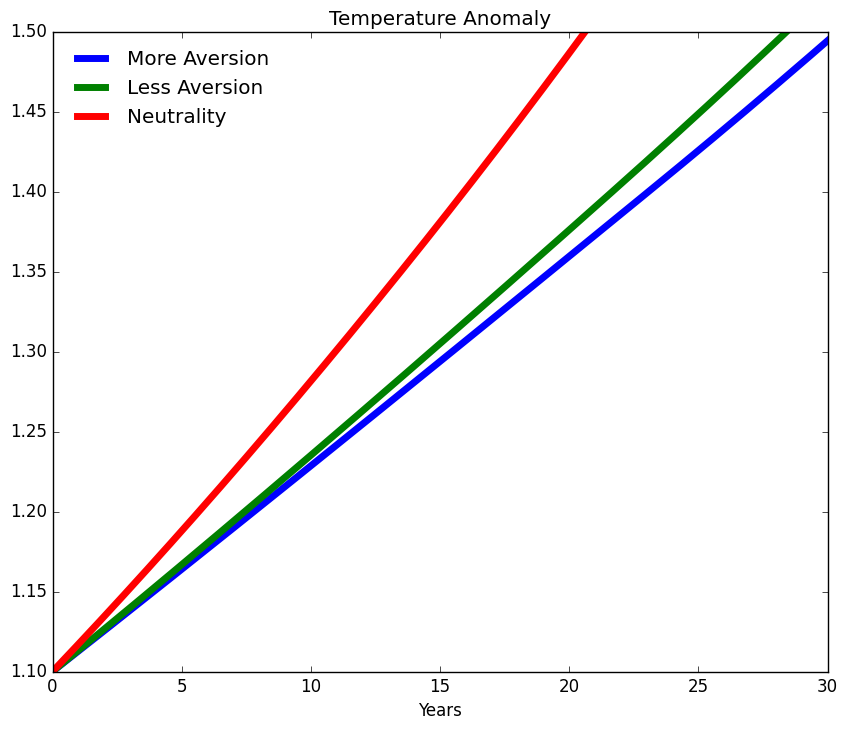 Temperature Anomaly
More Aversion
Less Aversion
Neutrality
1.50
1.45
1.40
1.35
1.30
1.25
1.20
1.15
1.10
0 5 10 15 20 25 30
Years